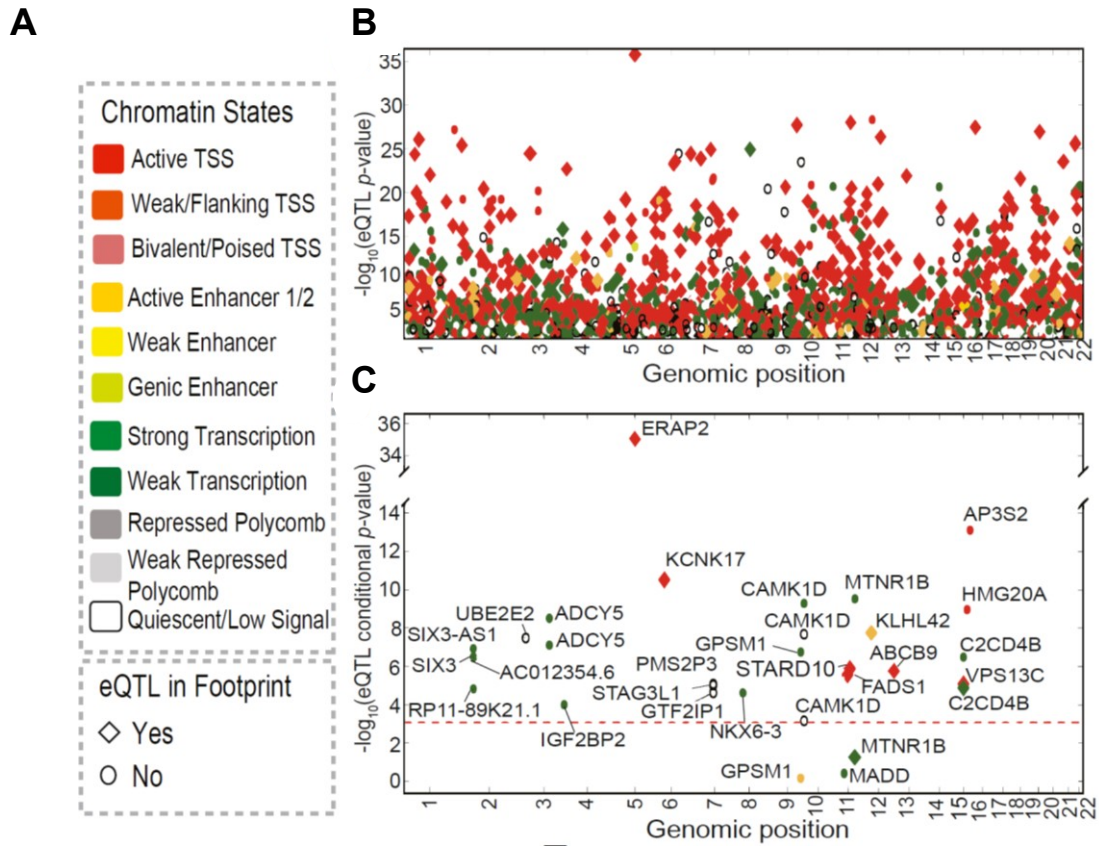 A
Chromatin States
Active TSS
Weak/Flanking TSS
Bivalent/Poised TSS
Active Enhancer 1/2
Weak Enhancer
Genic Enhancer
Strong Transcription
Weak Transcription
Repressed Polycomb
Weak Repressed
Polycomb
Quiescent/Low Signal
eQTL in Footprint
Yes
No
B
-log10(eQTL p-value)
35
30
25
20
15
10
5
1 2 3 4 5 6 7 8 9 10 11 12 13 14 15 16 17 18 19 20 21 22
Genomic position
C
-log10(eQTL conditional p-value)
36
34
14
12
10
8
6
4
2
0
ERAP2
AP3S2
KCNK17
CAMK1D
MTNR1B
HMG20A
UBE2E2
ADCY5
CAMK1D
KLHL42
SIX3-AS1
ADCY5
GPSM1
ABCB9
C2CD4B
SIX3
AC012354.6
PMS2P3
STARD10
VPS13C
STAG3L1
FADS1
RP11-89K21.1
GTF2IP1
CAMK1D
C2CD4B
IGF2BP2
NKX6-3
MTNR1B
GPSM1
MADD
1 2 3 4 5 6 7 8 9 10 11 12 13 14 15 16 17 18 19 20 21 22
Genomic position